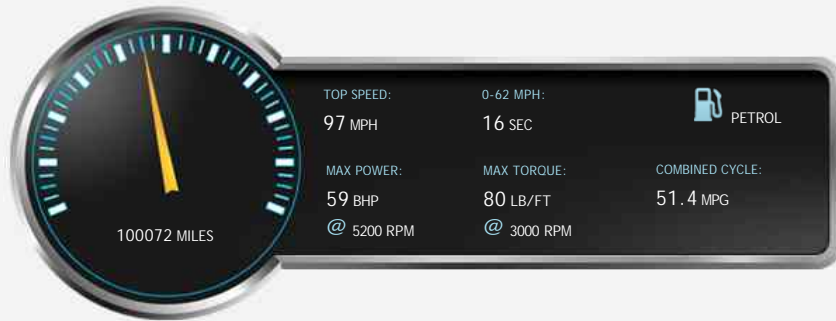 TOP SPEED:
97 MPH
0-62 MPH:
16 SEC
PETROL
MAX POWER:
59 BHP
@ 5200 RPM
MAX TORQUE:
80 LB/FT
@ 3000 RPM
COMBINED CYCLE:
51.4 MPG
100072 MILES